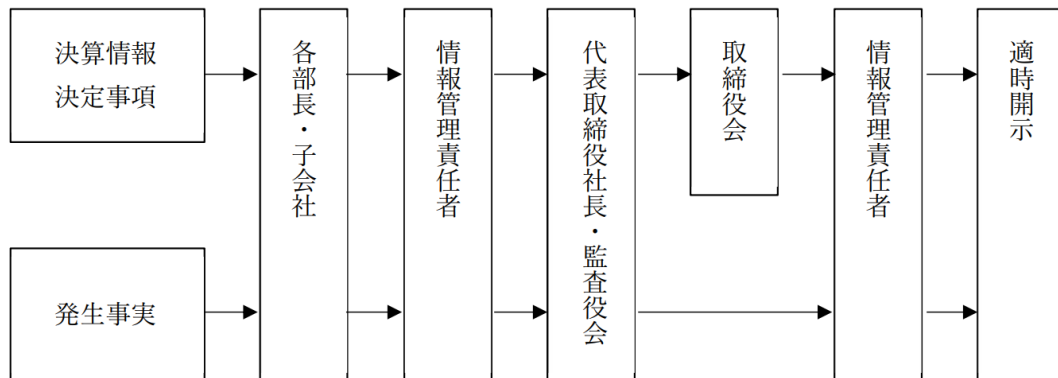 決算情報
決定事項
各部長・子会社
情報管理責任者
代表取締役社長・監査役会
取締役会
情報管理責任者
適時開示
発生事実